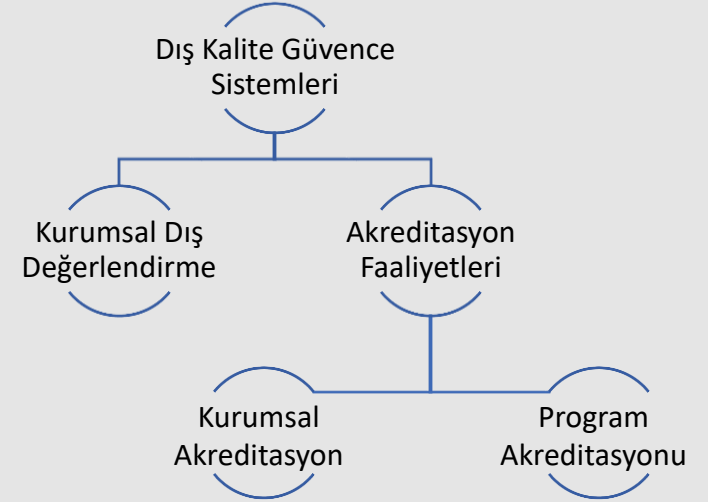 Dış Kalite Güvence
Sistemleri
Kurumsal Dış
Değerlendirme
Akreditasyon
Faaliyetleri
Kurumsal
Akreditasyon
Program
Akreditasyonu